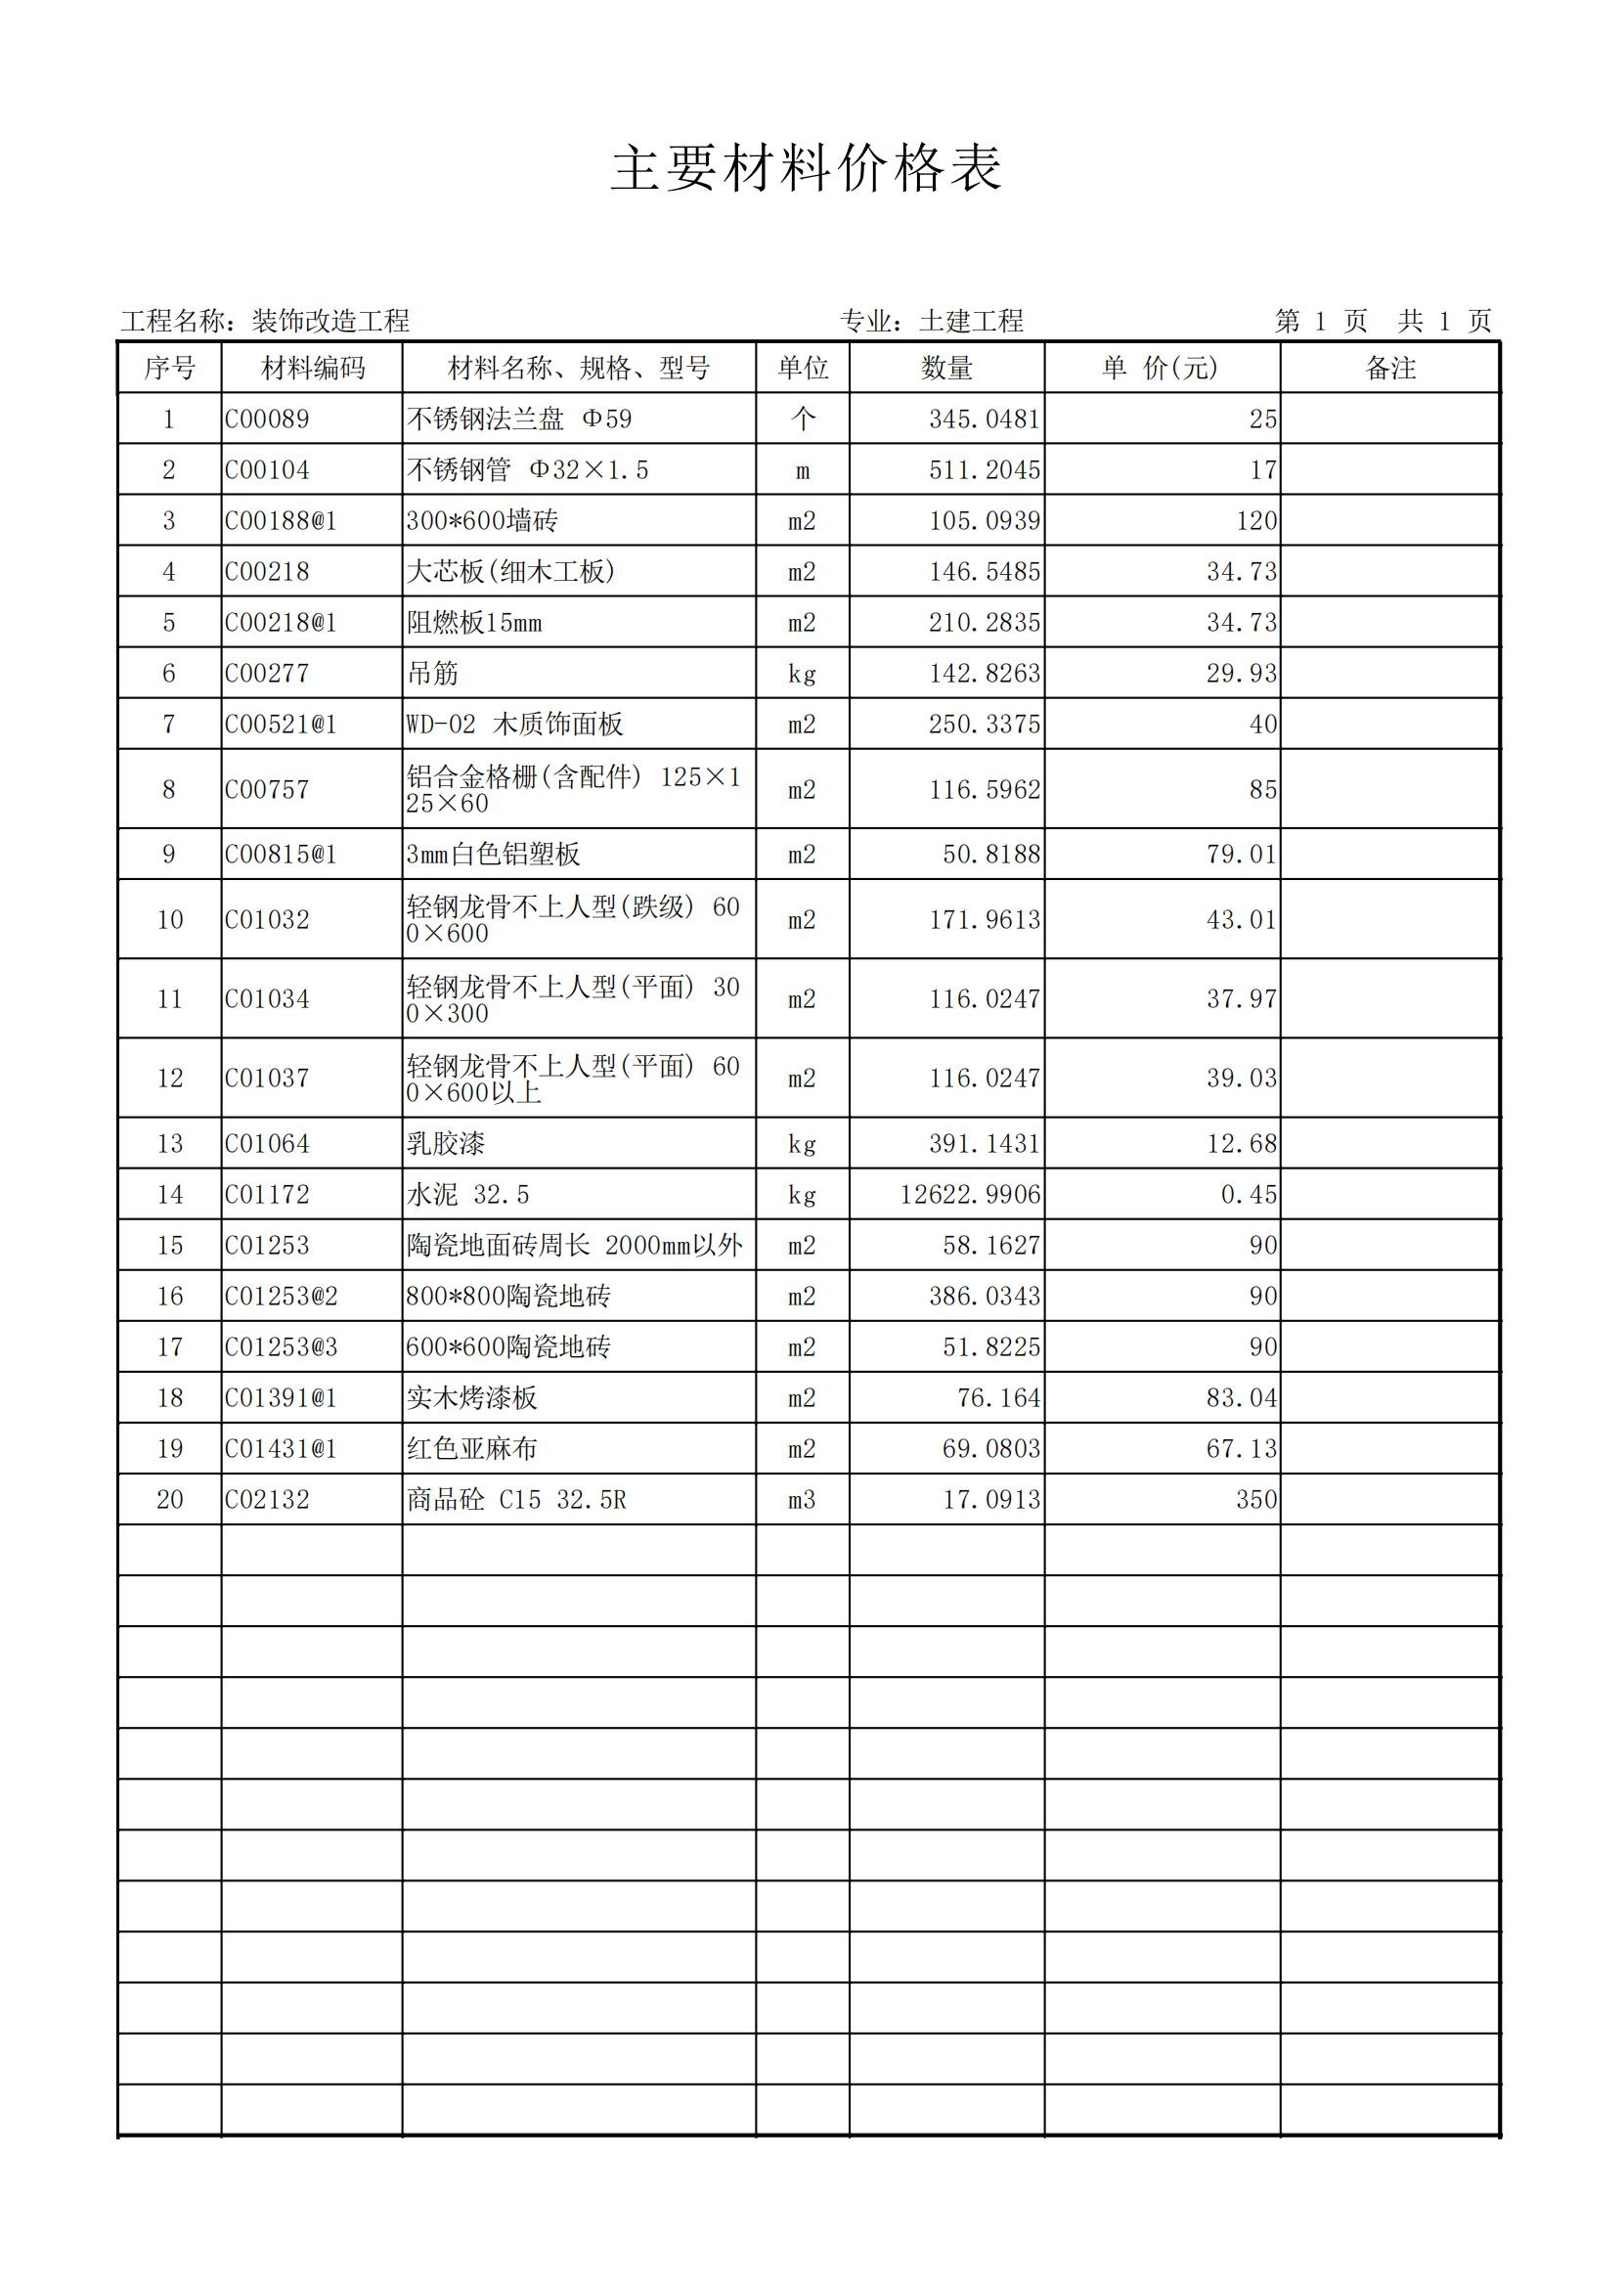 主要材料价格表
工程名称：装饰改造工程 专业：土建工程 第 1 页 共 1 页
序号 材料编码 材料名称、规格、型号 单位 数量 单 价(元) 备注
1 C00089 不锈钢法兰盘 Φ59 个 345.0481 25
2 C00104 不锈钢管 Φ32×1.5 m 511.2045 17
3 C00188@1 300*600墙砖 m2 105.0939 120
4 C00218 大芯板(细木工板) m2 146.5485 34.73
5 C00218@1 阻燃板15mm m2 210.2835 34.73
6 C00277 吊筋 kg 142.8263 29.93
7 C00521@1 WD-02 木质饰面板 m2 250.3375 40
8 C00757 铝合金格栅(含配件) 125×1 m2 116.5962 85
25×60
9 C00815@1 3mm白色铝塑板 m2 50.8188 79.01
10 C01032 轻钢龙骨不上人型(跌级) 60 m2 171.9613 43.01
0×600
11 C01034 轻钢龙骨不上人型(平面) 30 m2 116.0247 37.97
0×300
12 C01037 轻钢龙骨不上人型(平面) 60 m2 116.0247 39.03
0×600以上
13 C01064 乳胶漆 kg 391.1431 12.68
14 C01172 水泥 32.5 kg 12622.9906 0.45
15 C01253 陶瓷地面砖周长 2000mm以外 m2 58.1627 90
16 C01253@2 800*800陶瓷地砖 m2 386.0343 90
17 C01253@3 600*600陶瓷地砖 m2 51.8225 90
18 C01391@1 实木烤漆板 m2 76.164 83.04
19 C01431@1 红色亚麻布 m2 69.0803 67.13
20 C02132 商品砼 C15 32.5R m3 17.0913 350